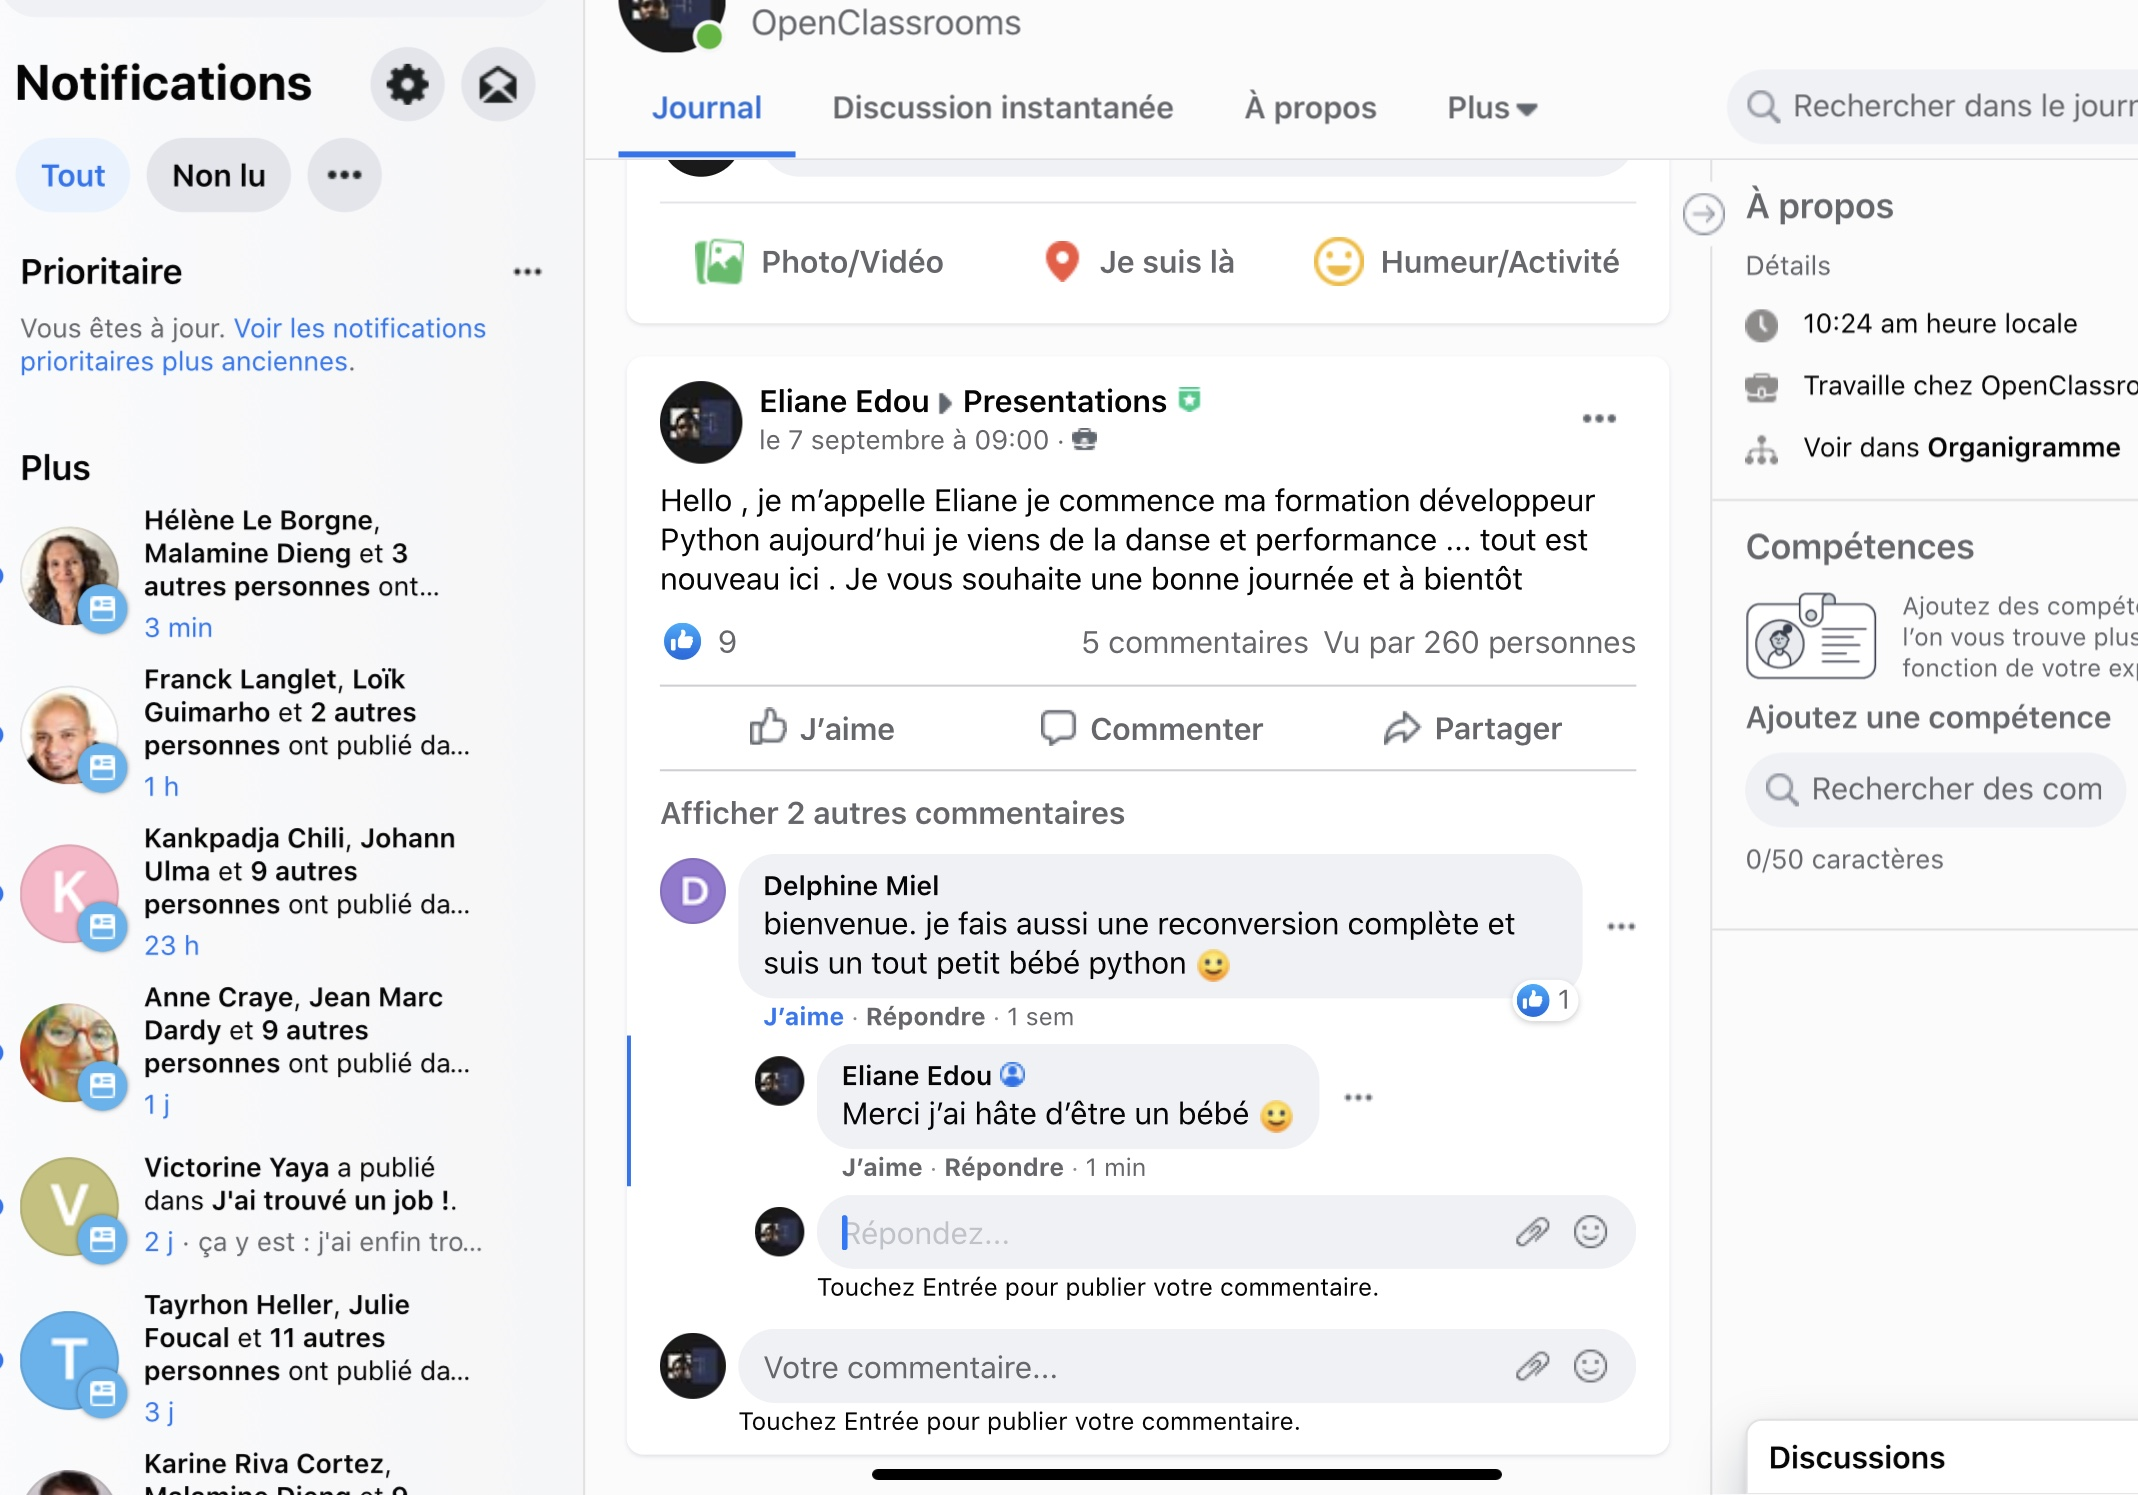 Notifications
Tout
Non lu
Prioritaire
Vous êtes à jour. Voir les notifications
prioritaires plus anciennes.
Plus
Hélène Le Borgne,
Malamine Dieng et 3
autres personnes ont...
3 min
Franck Langlet, Loïk
Guimarho et 2 autres
personnes ont publié da...
1 h
K
Kankpadja Chili, Johann
Ulma et 9 autres
personnes ont publié da...
23 h
Anne Craye, Jean Marc
Dardy et 9 autres
personnes ont publié da...
1 j
V
Victorine Yaya a publié
dans J'ai trouvé un job !.
2 j · ça y est : j'ai enfin tro...
T
Tayrhon Heller, Julie
Foucal et 11 autres
personnes ont publié da...
3 j
Karine Riva Cortez,
Malamine Dieng et 9
OpenClassrooms
Journal
Discussion instantanée
À propos
Plus
Rechercher dans le journ
Photo/Vidéo
Je suis là
Humeur/Activité
Eliane Edou Presentations
le 7 septembre à 09:00 ·
Hello , je m’appelle Eliane je commence ma formation développeur
Python aujourd’hui je viens de la danse et performance ... tout est
nouveau ici . Je vous souhaite une bonne journée et à bientôt
9
5 commentaires Vu par 260 personnes
J’aime
Commenter
Partager
Afficher 2 autres commentaires
D
Delphine Miel
bienvenue. je fais aussi une reconversion complète et
suis un tout petit bébé python 🙂
1
J’aime · Répondre · 1 sem
Eliane Edou
Merci j’ai hâte d’être un bébé 🙂
J’aime · Répondre · 1 min
Répondez...
Touchez Entrée pour publier votre commentaire.
Votre commentaire...
Touchez Entrée pour publier votre commentaire.
À propos
Détails
10:24 am heure locale
Travaille chez OpenClassro
Voir dans Organigramme
Compétences
Ajoutez des compéte
l’on vous trouve plus
fonction de votre exp
Ajoutez une compétence
Rechercher des com
0/50 caractères
Discussions